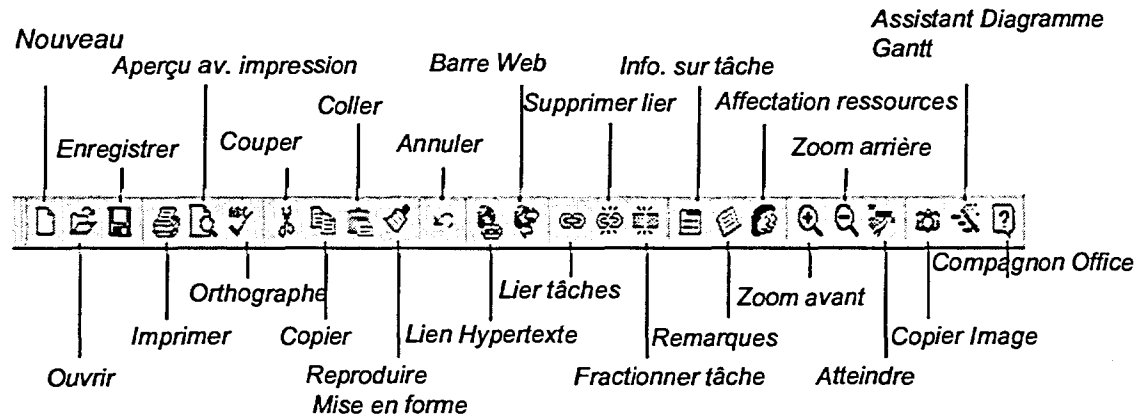 Assistant Diagramme
Gantt
Nouveau
Aperçu av. impression
Barre Web
Info. sur tâche
Coller
Supprimer lier
Affectation ressources
Enregistrer
Couper
Annuler
Zoom arrière
Compagnon Office
Orthographe
Lier tâches
Zoom avant
Imprimer
Copier
Lien Hypertexte
Remarques
Copier Image
Ouvrir
Reproduire
Mise en forme
Fractionner tâche
Atteindre